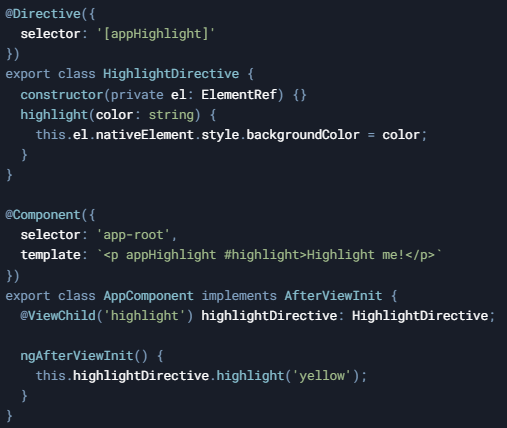 @Directive({
  selector: '[appHighlight]'
})
export class HighlightDirective {
  constructor(private el: ElementRef) {}
  highlight(color: string) {
    this.el.nativeElement.style.backgroundColor = color;
  }
}

@Component({
  selector: 'app-root',
  template: `<p appHighlight #highlight>Highlight me!</p>`
})
export class AppComponent implements AfterViewInit {
  @ViewChild('highlight') highlightDirective: HighlightDirective;

  ngAfterViewInit() {
    this.highlightDirective.highlight('yellow');
  }
}